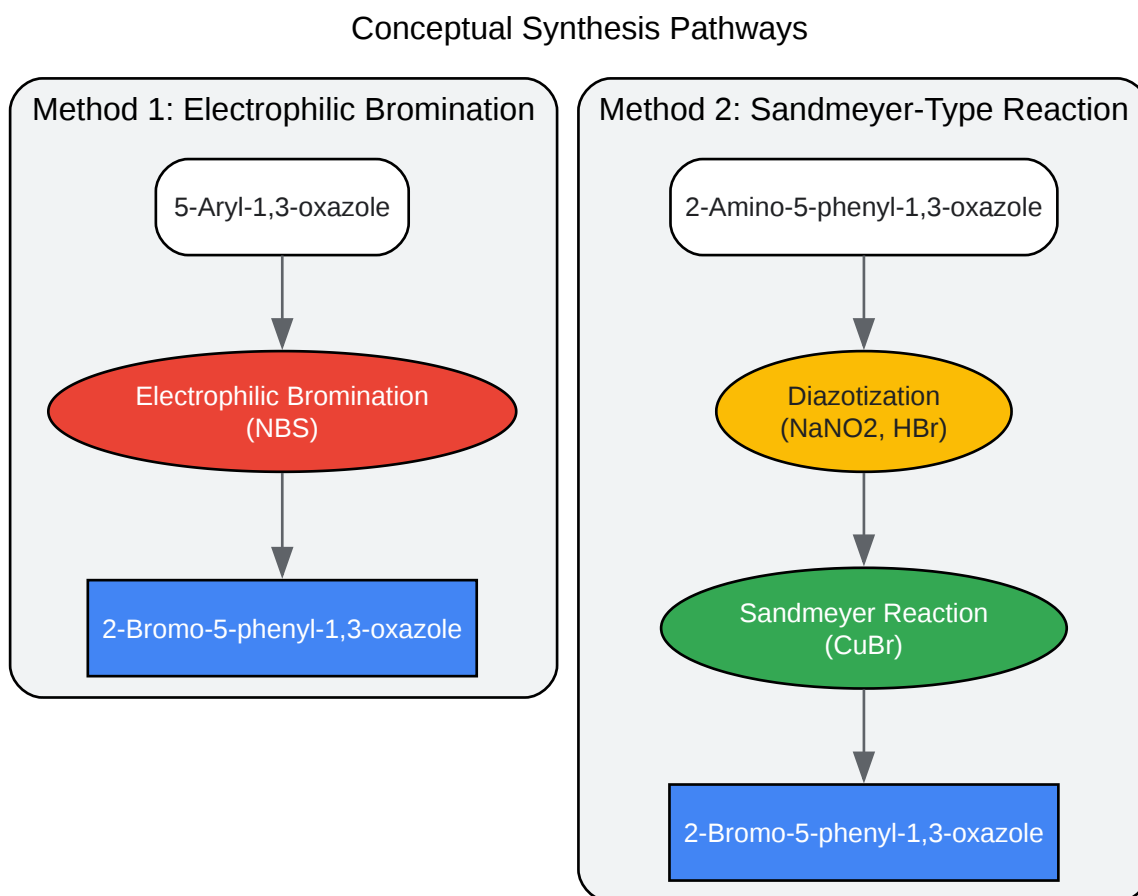 Conceptual Synthesis Pathways
Method 1: Electrophilic Bromination
5-Aryl-1,3-oxazole
Electrophilic Bromination
(NBS)
2-Bromo-5-phenyl-1,3-oxazole
Method 2: Sandmeyer-Type Reaction
2-Amino-5-phenyl-1,3-oxazole
Diazotization
(NaNO2, HBr)
Sandmeyer Reaction
(CuBr)
2-Bromo-5-phenyl-1,3-oxazole